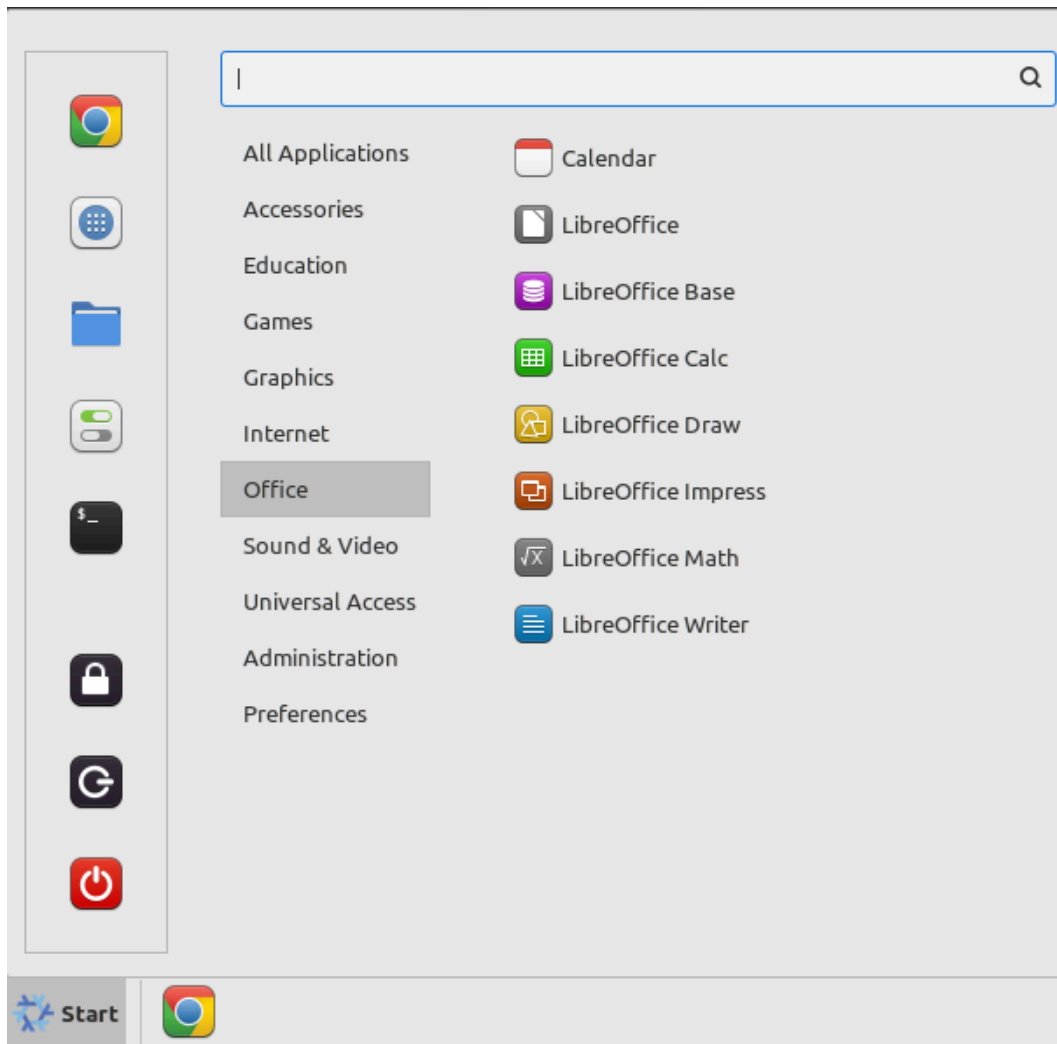 All Applications
Accessories
Education
Games
Graphics
Internet
Office
Sound & Video
Universal Access
Administration
Preferences
Calendar
LibreOffice
LibreOffice Base
LibreOffice Calc
LibreOffice Draw
LibreOffice Impress
LibreOffice Math
LibreOffice Writer
$_
√X
Start